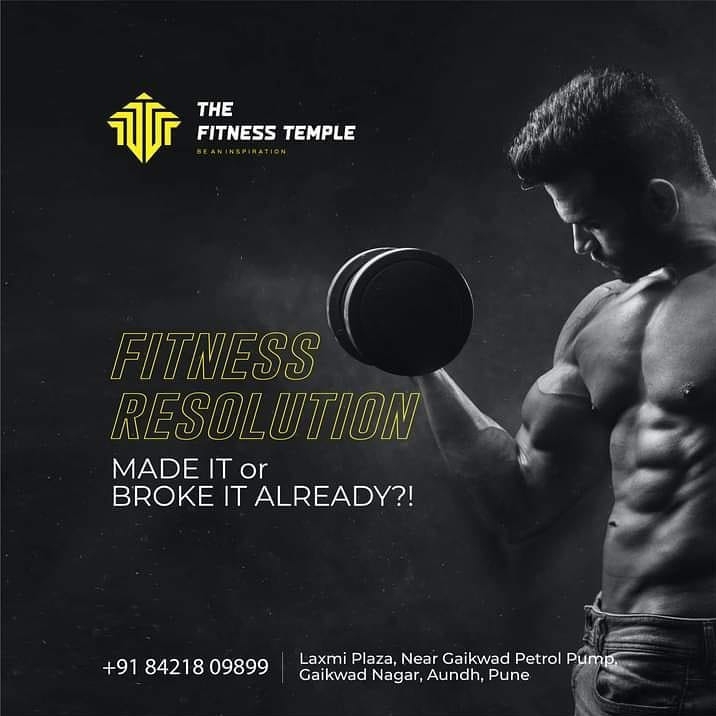 THE
FITNESS TEMPLE
BE AN INSPIRATION
FITNESS
RESOLUTION
MADE IT or
BROKE IT ALREADY?!
+91 84218 09899
Laxmi Plaza, Near Gaikwad Petrol Pump,
Gaikwad Nagar, Aundh, Pune